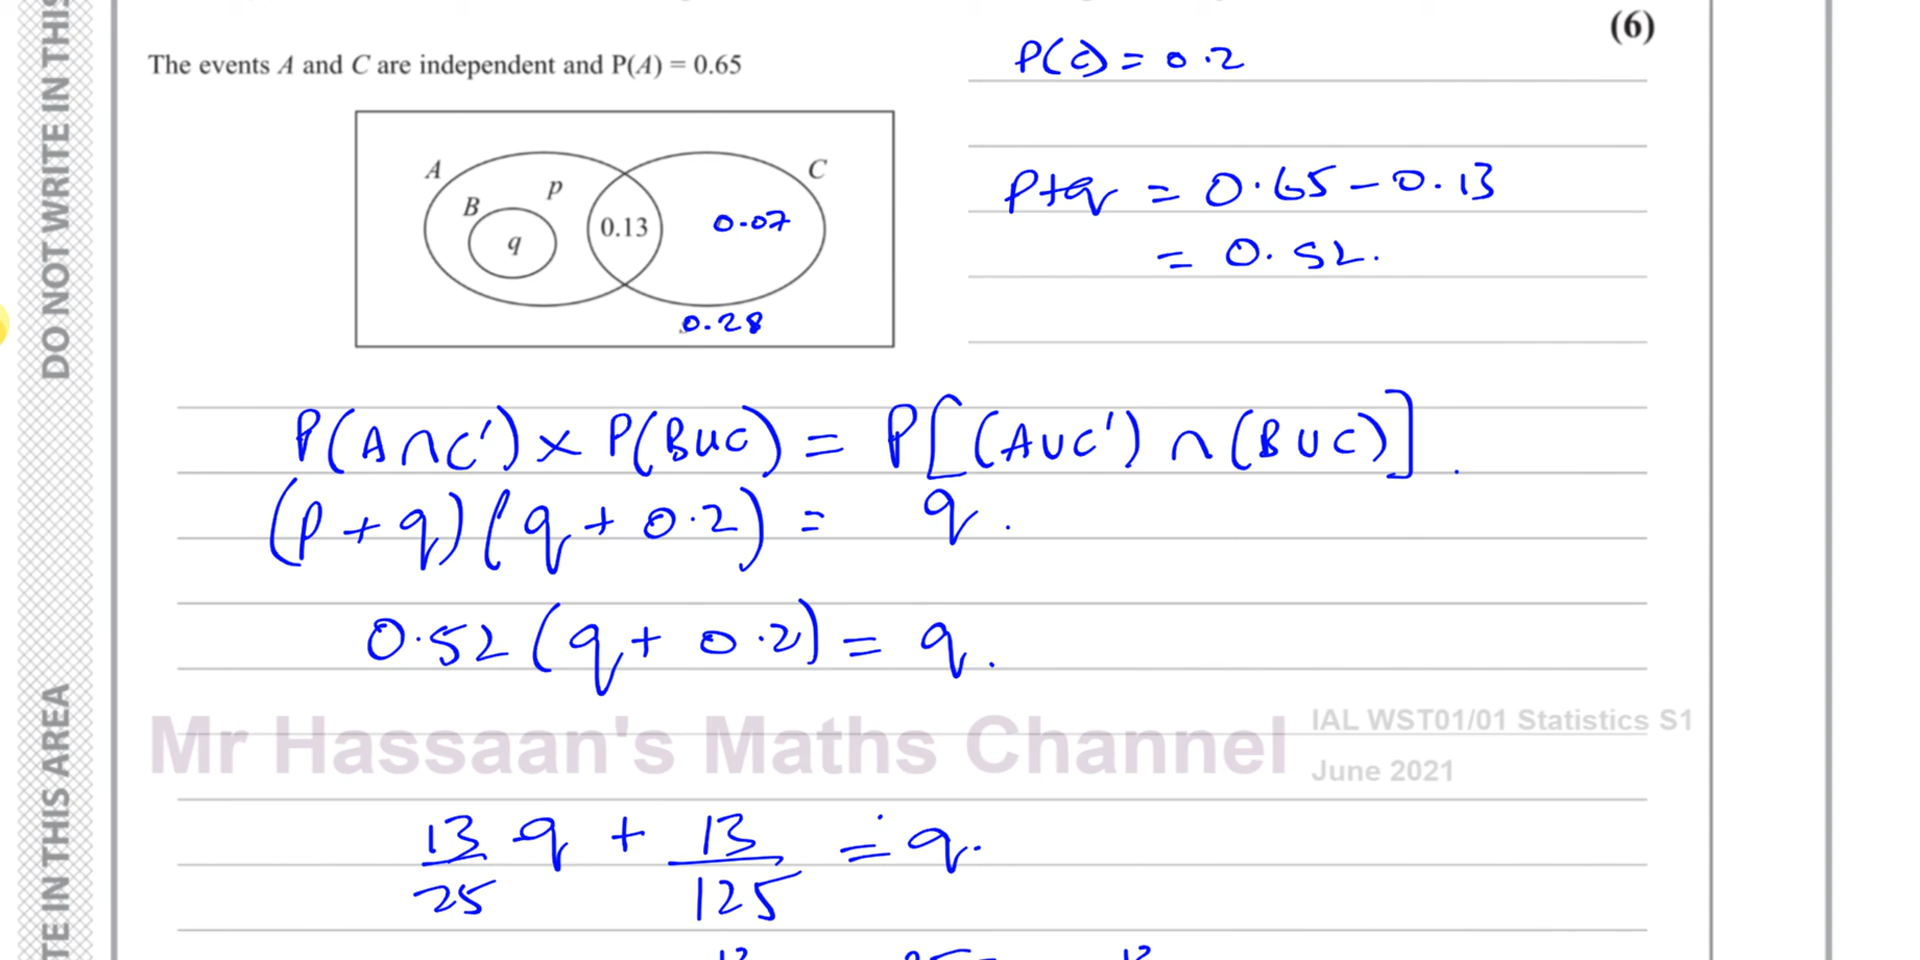 (6)
The events A and C are independent and P(A) = 0.65
P(C) = 0.2
A
B
p
q
0.13
0.07
C
0.28
p+q = 0.65 - 0.13
= 0.52.
P(A∩C') × P(B∪C) = P[(A∪C') ∩ (B∪C)].
(p + q)(q + 0.2) = q.
0.52(q + 0.2) = q.
Mr Hassaan's Maths Channel
IAL WST01/01 Statistics S1
June 2021
13/25 q + 13/125 = q.
DO NOT WRITE IN THIS
TE IN THIS AREA